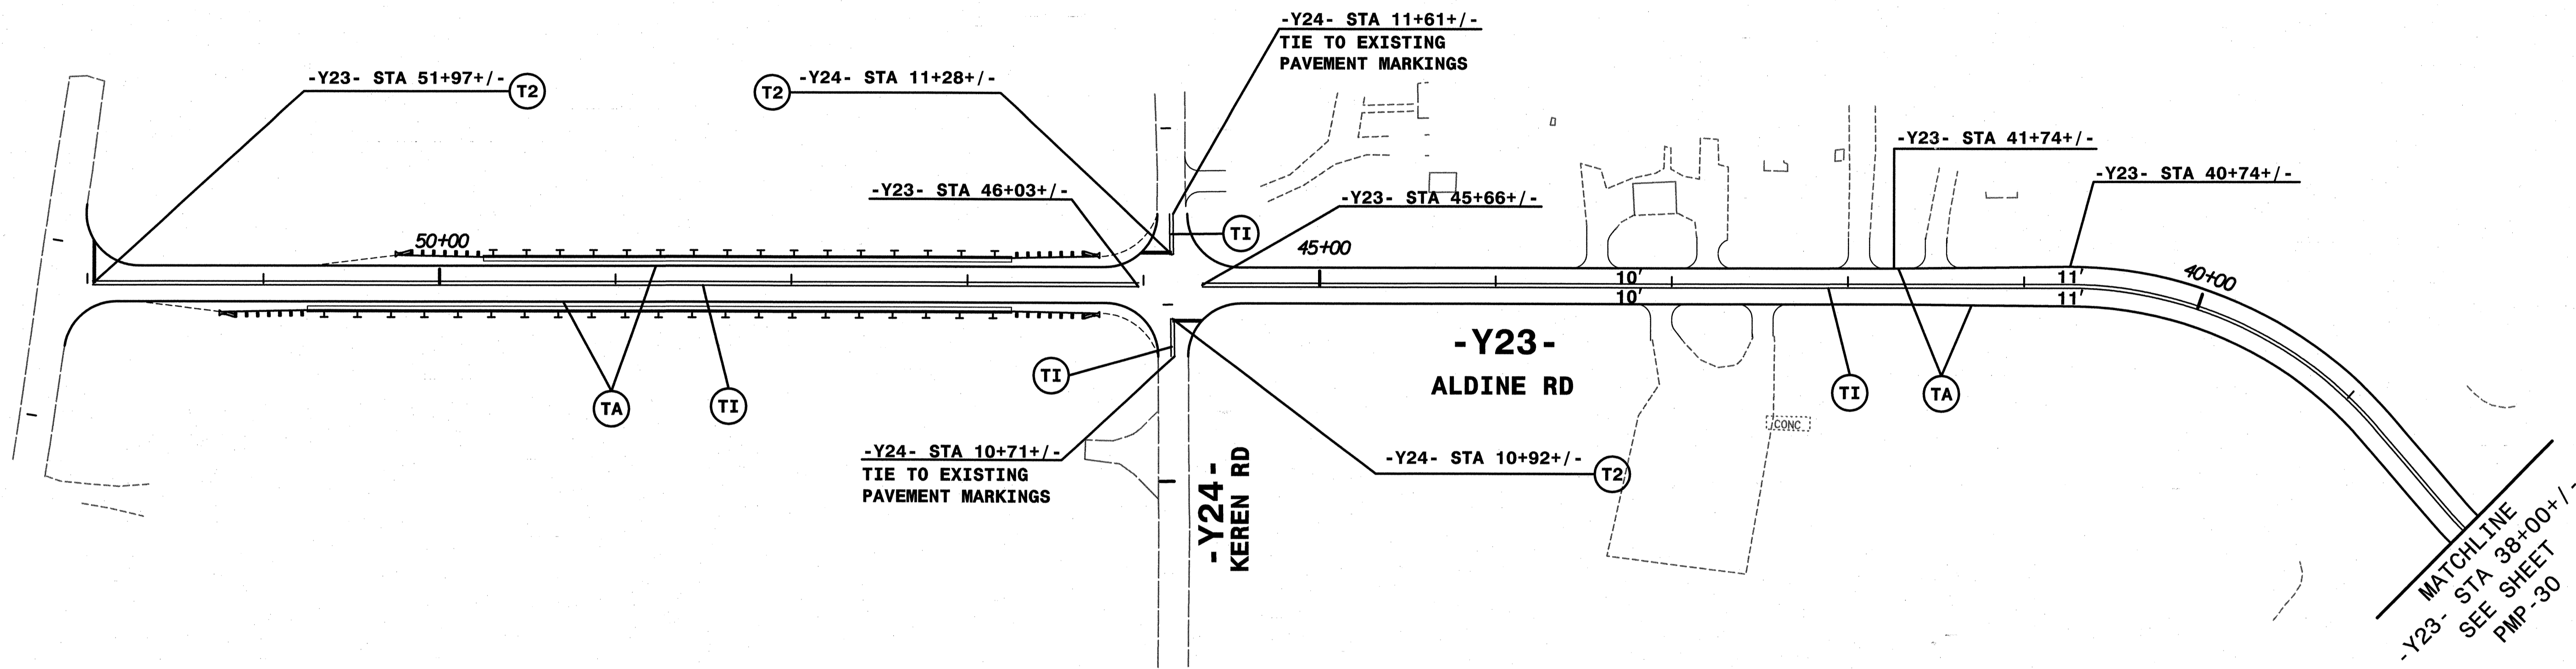 -Y24- STA 11+61+/-
TIE TO EXISTING
PAVEMENT MARKINGS
-Y23- STA 51+97+/-
T2
T2
-Y24- STA 11+28+/-
-Y23- STA 41+74+/-
-Y23- STA 40+74+/-
-Y23- STA 46+03+/-
-Y23- STA 45+66+/-
TI
50+00
45+00
40+00
10'
10'
11'
11'
-Y23-
ALDINE RD
TA
TI
TI
TI
TA
CONC
-Y24- STA 10+71+/-
TIE TO EXISTING
PAVEMENT MARKINGS
-Y24- STA 10+92+/-
T2
-Y24-
KEREN RD
MATCHLINE
-Y23- STA 38+00+/-
SEE SHEET
PMP-30